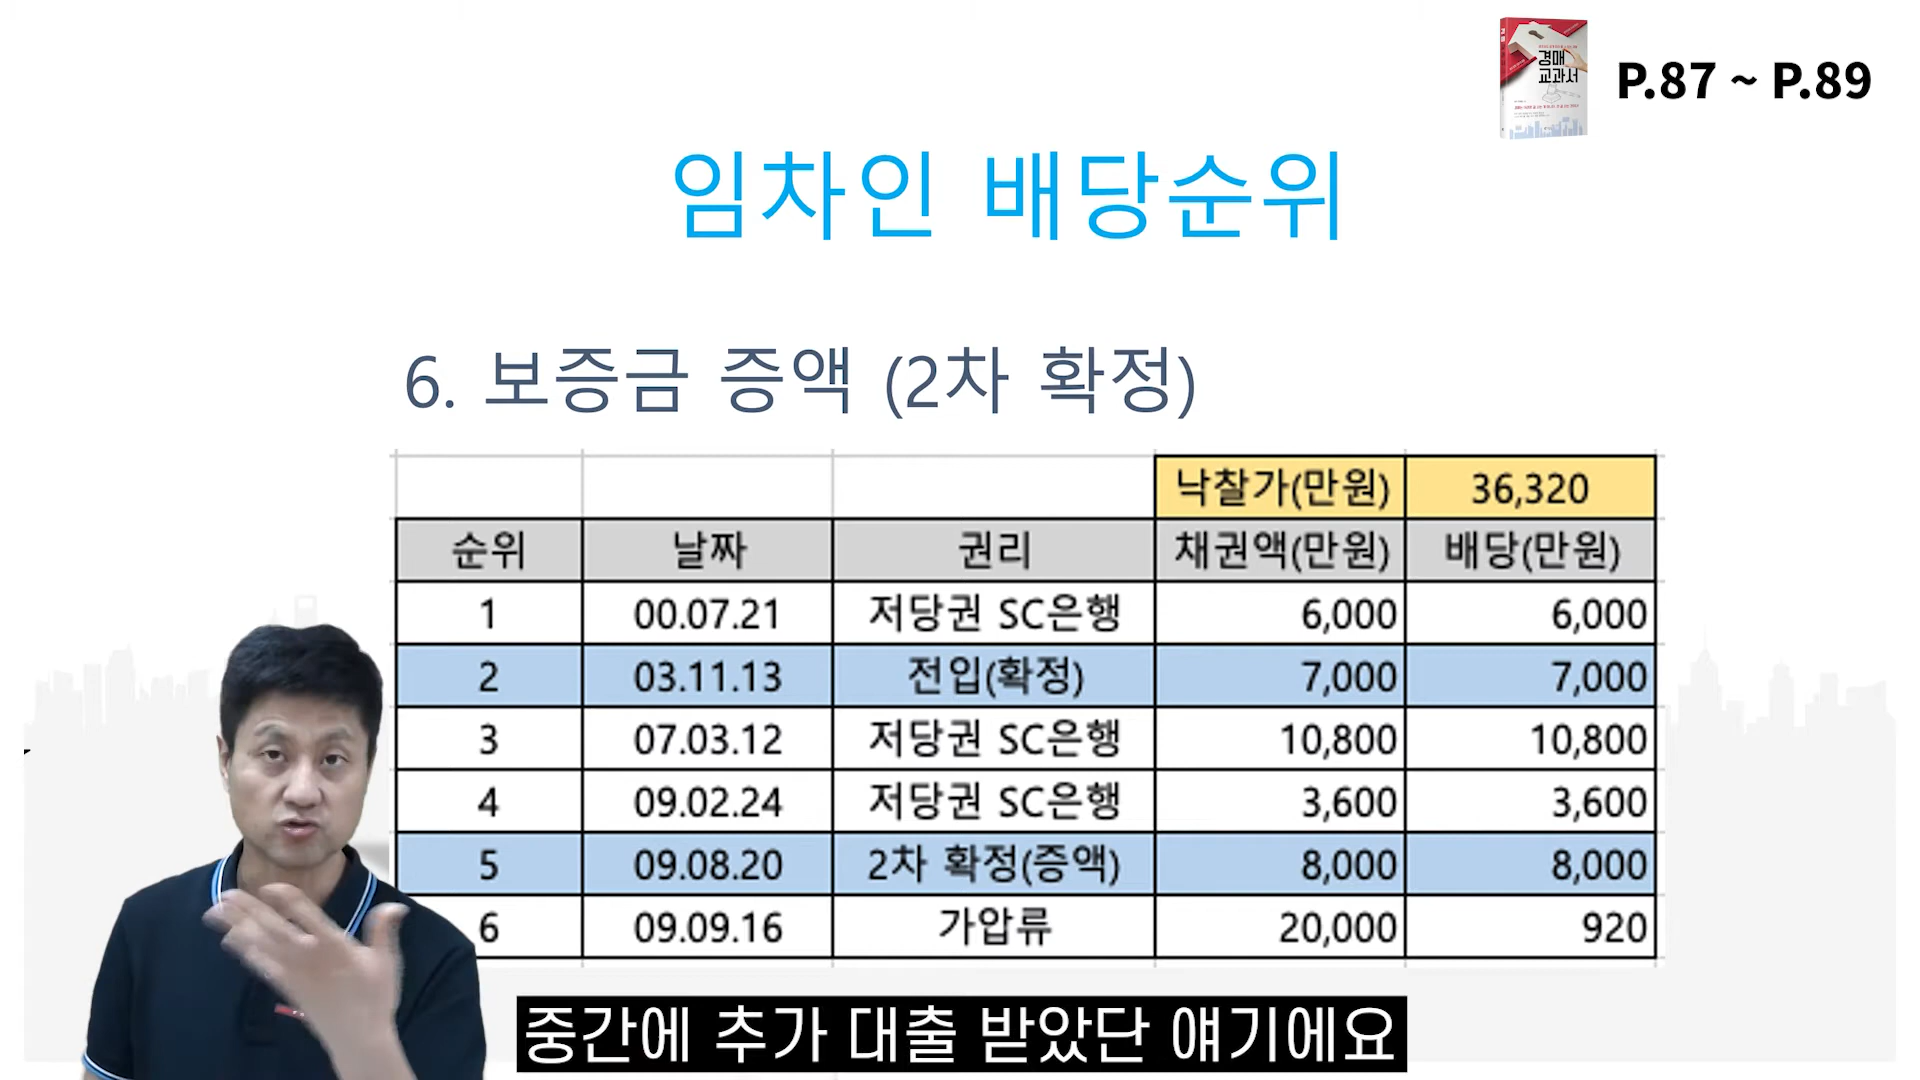 경매
교과서
P.87 ~ P.89
임차인 배당순위
6. 보증금 증액 (2차 확정)
낙찰가(만원) 36,320
순위 날짜 권리 채권액(만원) 배당(만원)
1 00.07.21 저당권 SC은행 6,000 6,000
2 03.11.13 전입(확정) 7,000 7,000
3 07.03.12 저당권 SC은행 10,800 10,800
4 09.02.24 저당권 SC은행 3,600 3,600
5 09.08.20 2차 확정(증액) 8,000 8,000
6 09.09.16 가압류 20,000 920
중간에 추가 대출 받았단 얘기에요